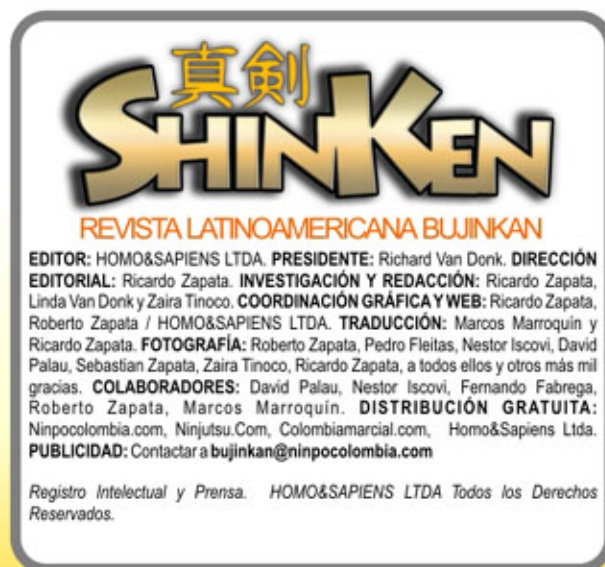 真剣
SHINKEN
REVISTA LATINOAMERICANA BUJINKAN
EDITOR: HOMO&SAPIENS LTDA. PRESIDENTE: Richard Van Donk. DIRECCIÓN
EDITORIAL: Ricardo Zapata. INVESTIGACIÓN Y REDACCIÓN: Ricardo Zapata,
Linda Van Donk y Zaira Tinoco. COORDINACIÓN GRÁFICA Y WEB: Ricardo Zapata,
Roberto Zapata / HOMO&SAPIENS LTDA. TRADUCCIÓN: Marcos Marroquín y
Ricardo Zapata. FOTOGRAFÍA: Roberto Zapata, Pedro Fleitas, Nestor Iscovi, David
Palau, Sebastian Zapata, Zaira Tinoco, Ricardo Zapata, a todos ellos y otros más mil
gracias. COLABORADORES: David Palau, Nestor Iscovi, Fernando Fabrega,
Roberto Zapata, Marcos Marroquín. DISTRIBUCIÓN GRATUITA:
Ninpocolombia.com, Ninjutsu.Com, Colombiamarcial.com, Homo&Sapiens Ltda.
PUBLICIDAD: Contactar a bujinkan@ninpocolombia.com
Registro Intelectual y Prensa. HOMO&SAPIENS LTDA Todos los Derechos
Reservados.